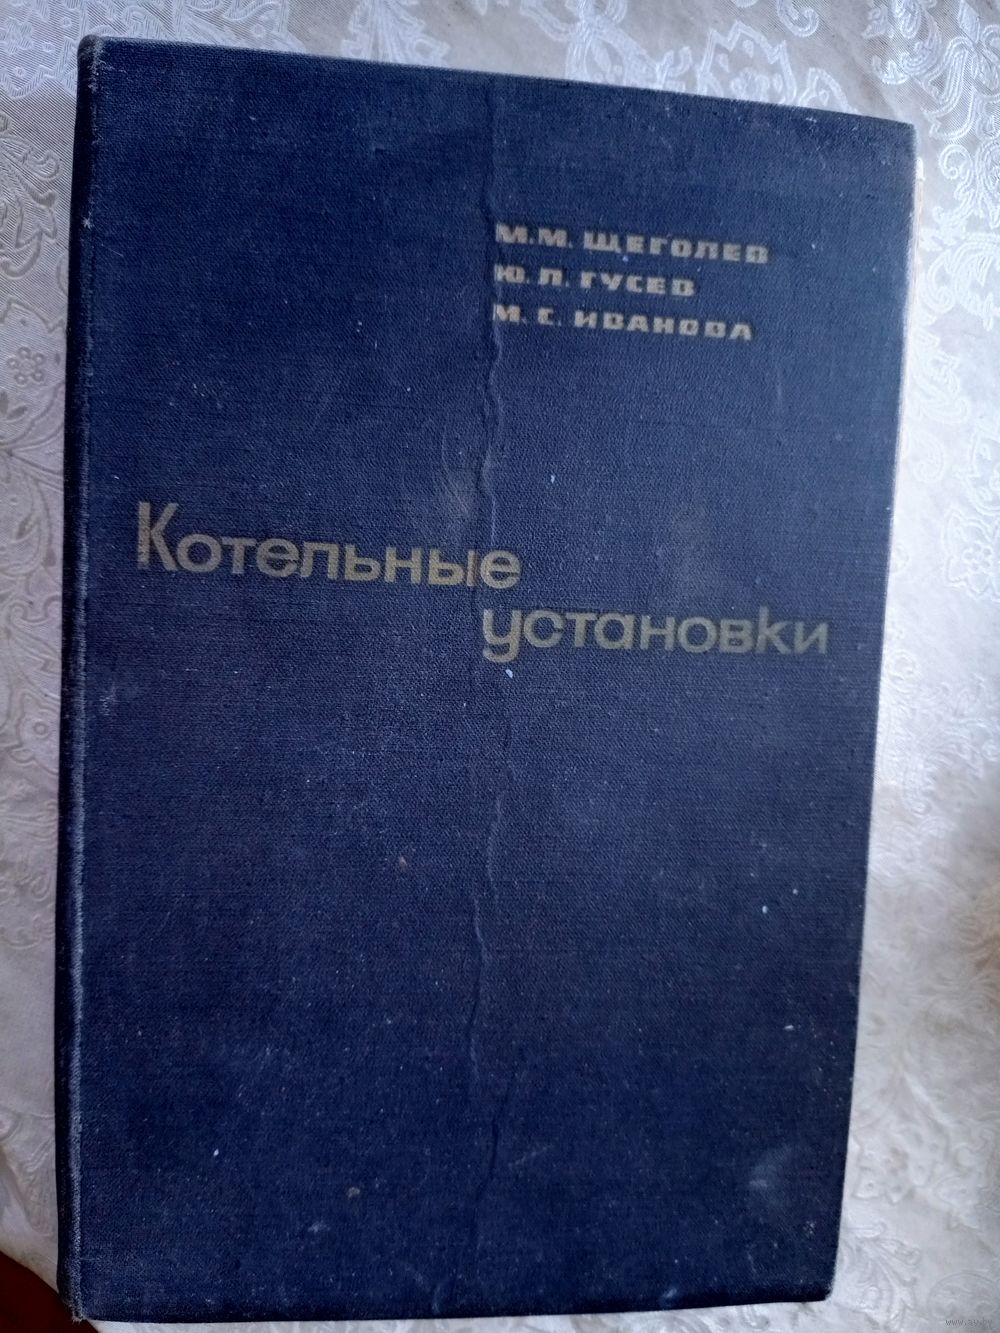 М.М. ЩЕГОЛЕВ
Ю.Л. ГУСЕВ
М.С. ИВАНОВА
Котельные
установки